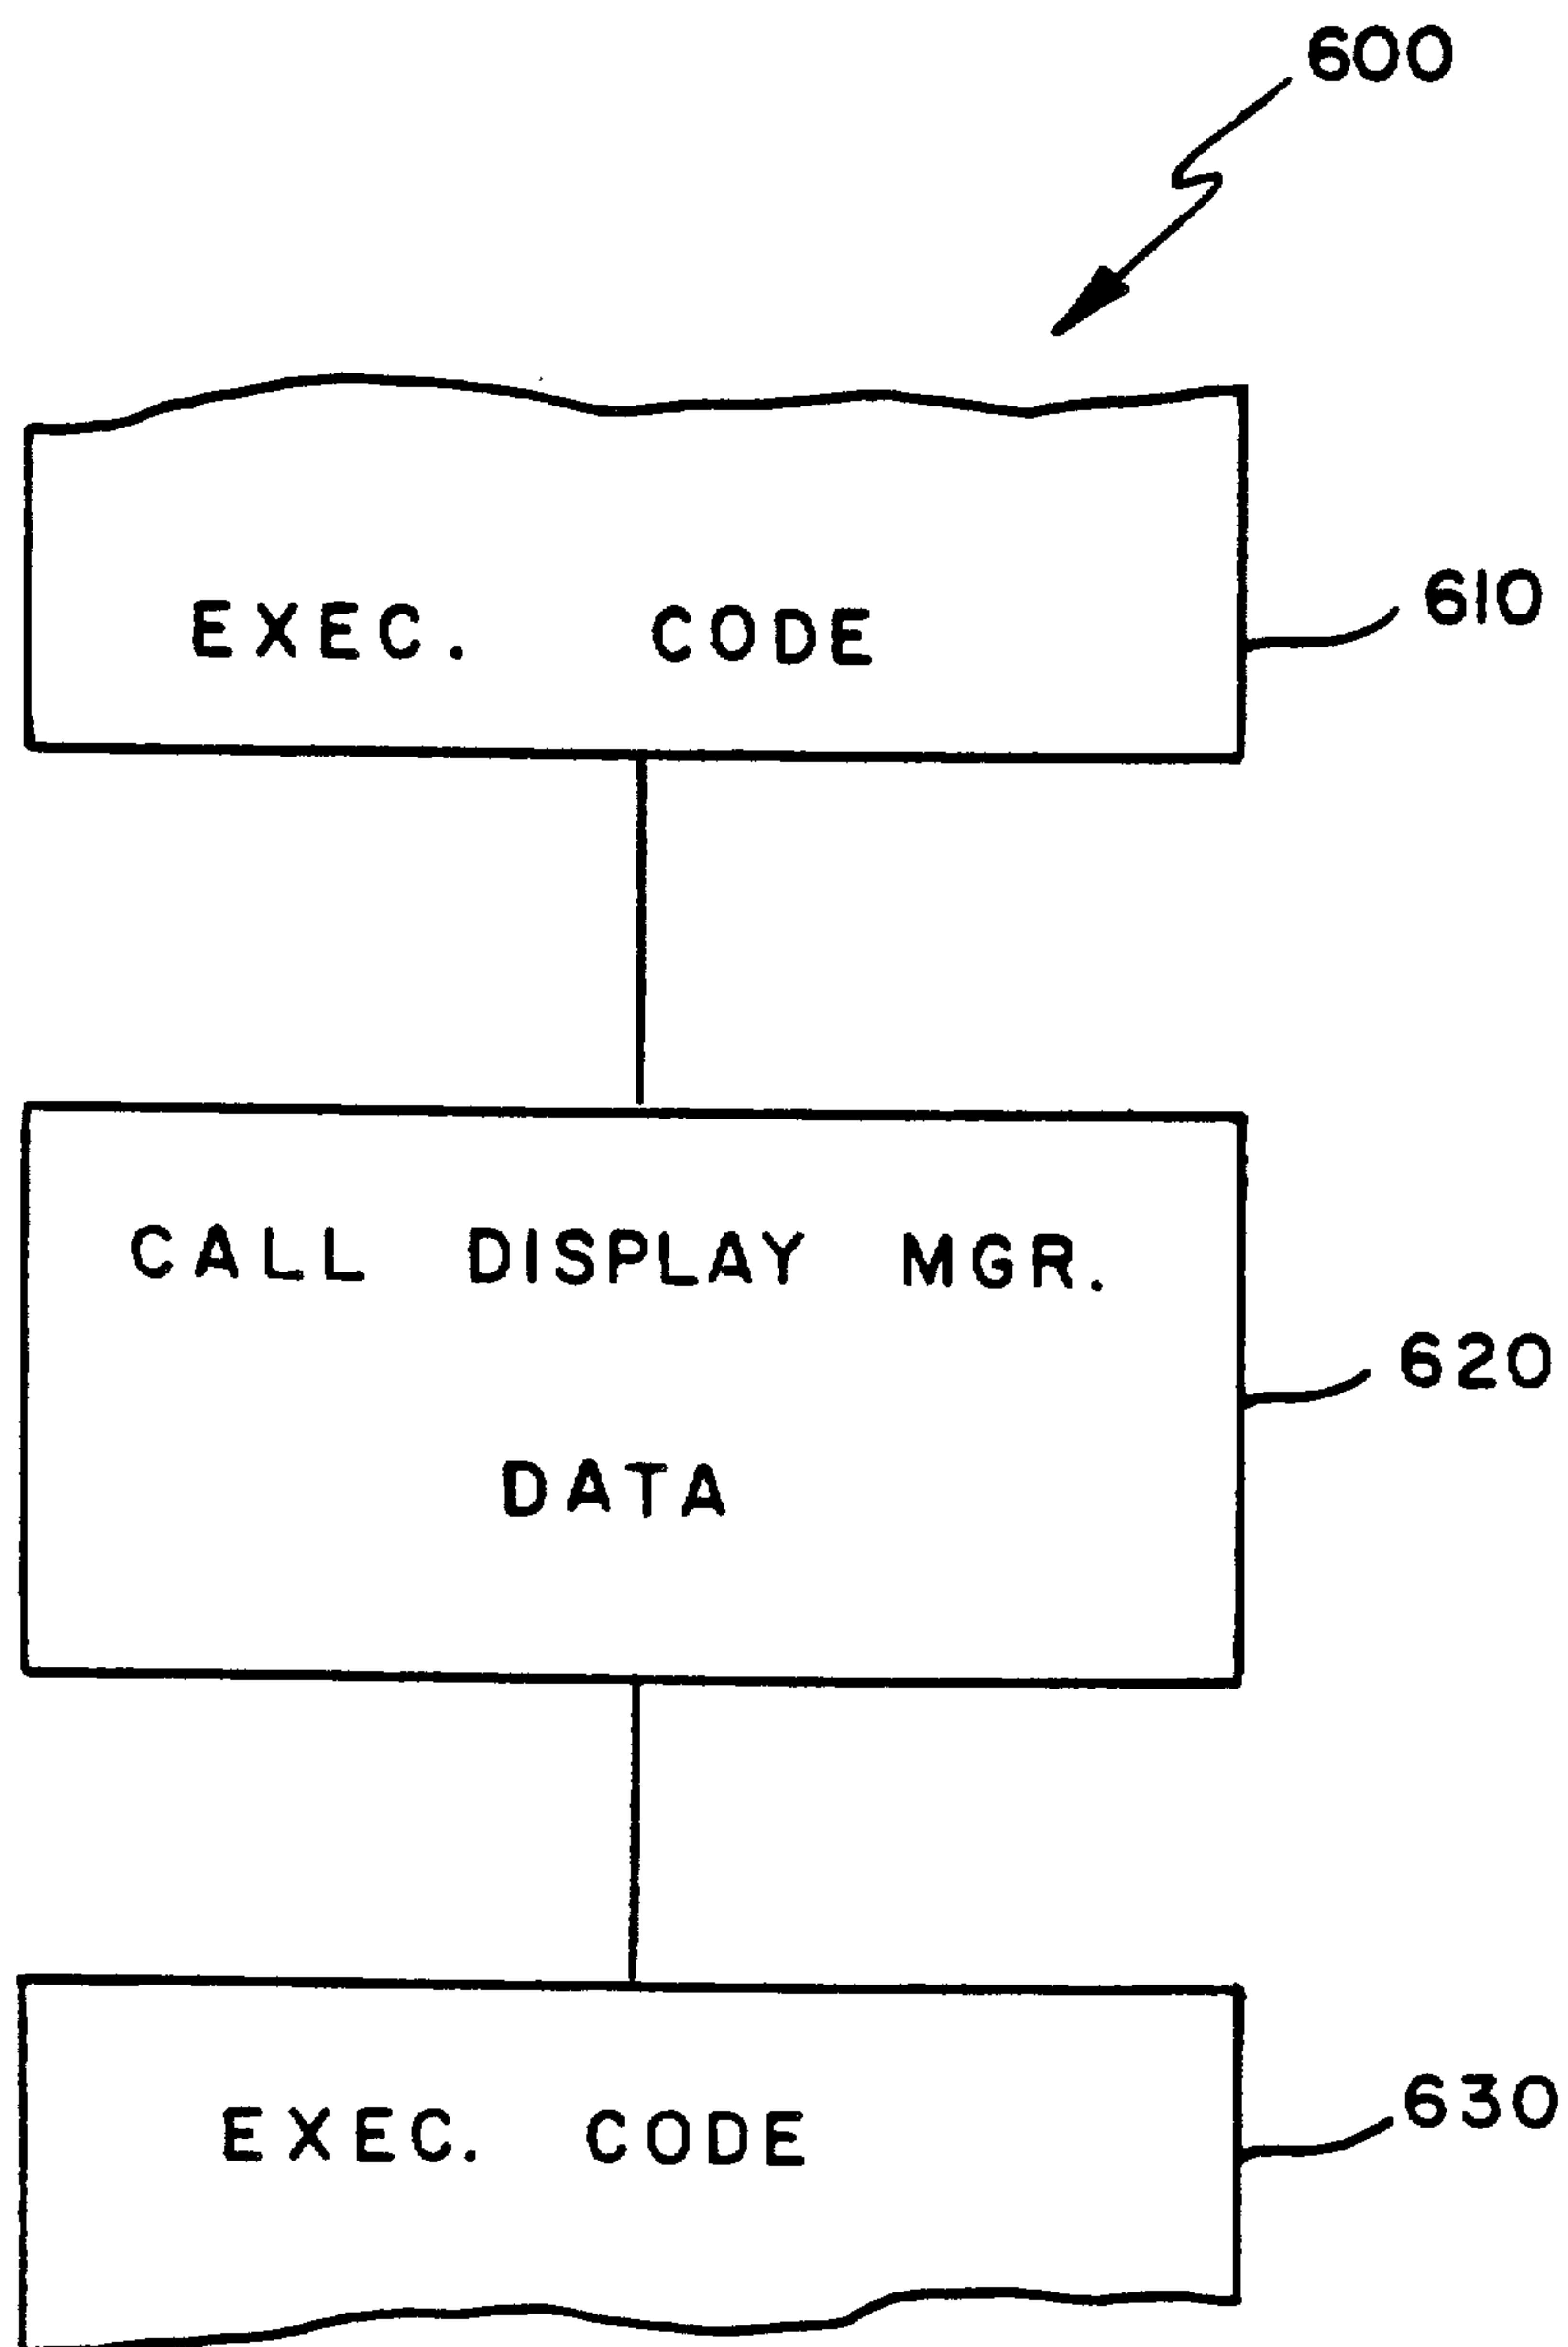 600
EXEC. CODE
610
CALL DISPLAY MGR.
620
DATA
EXEC. CODE
630